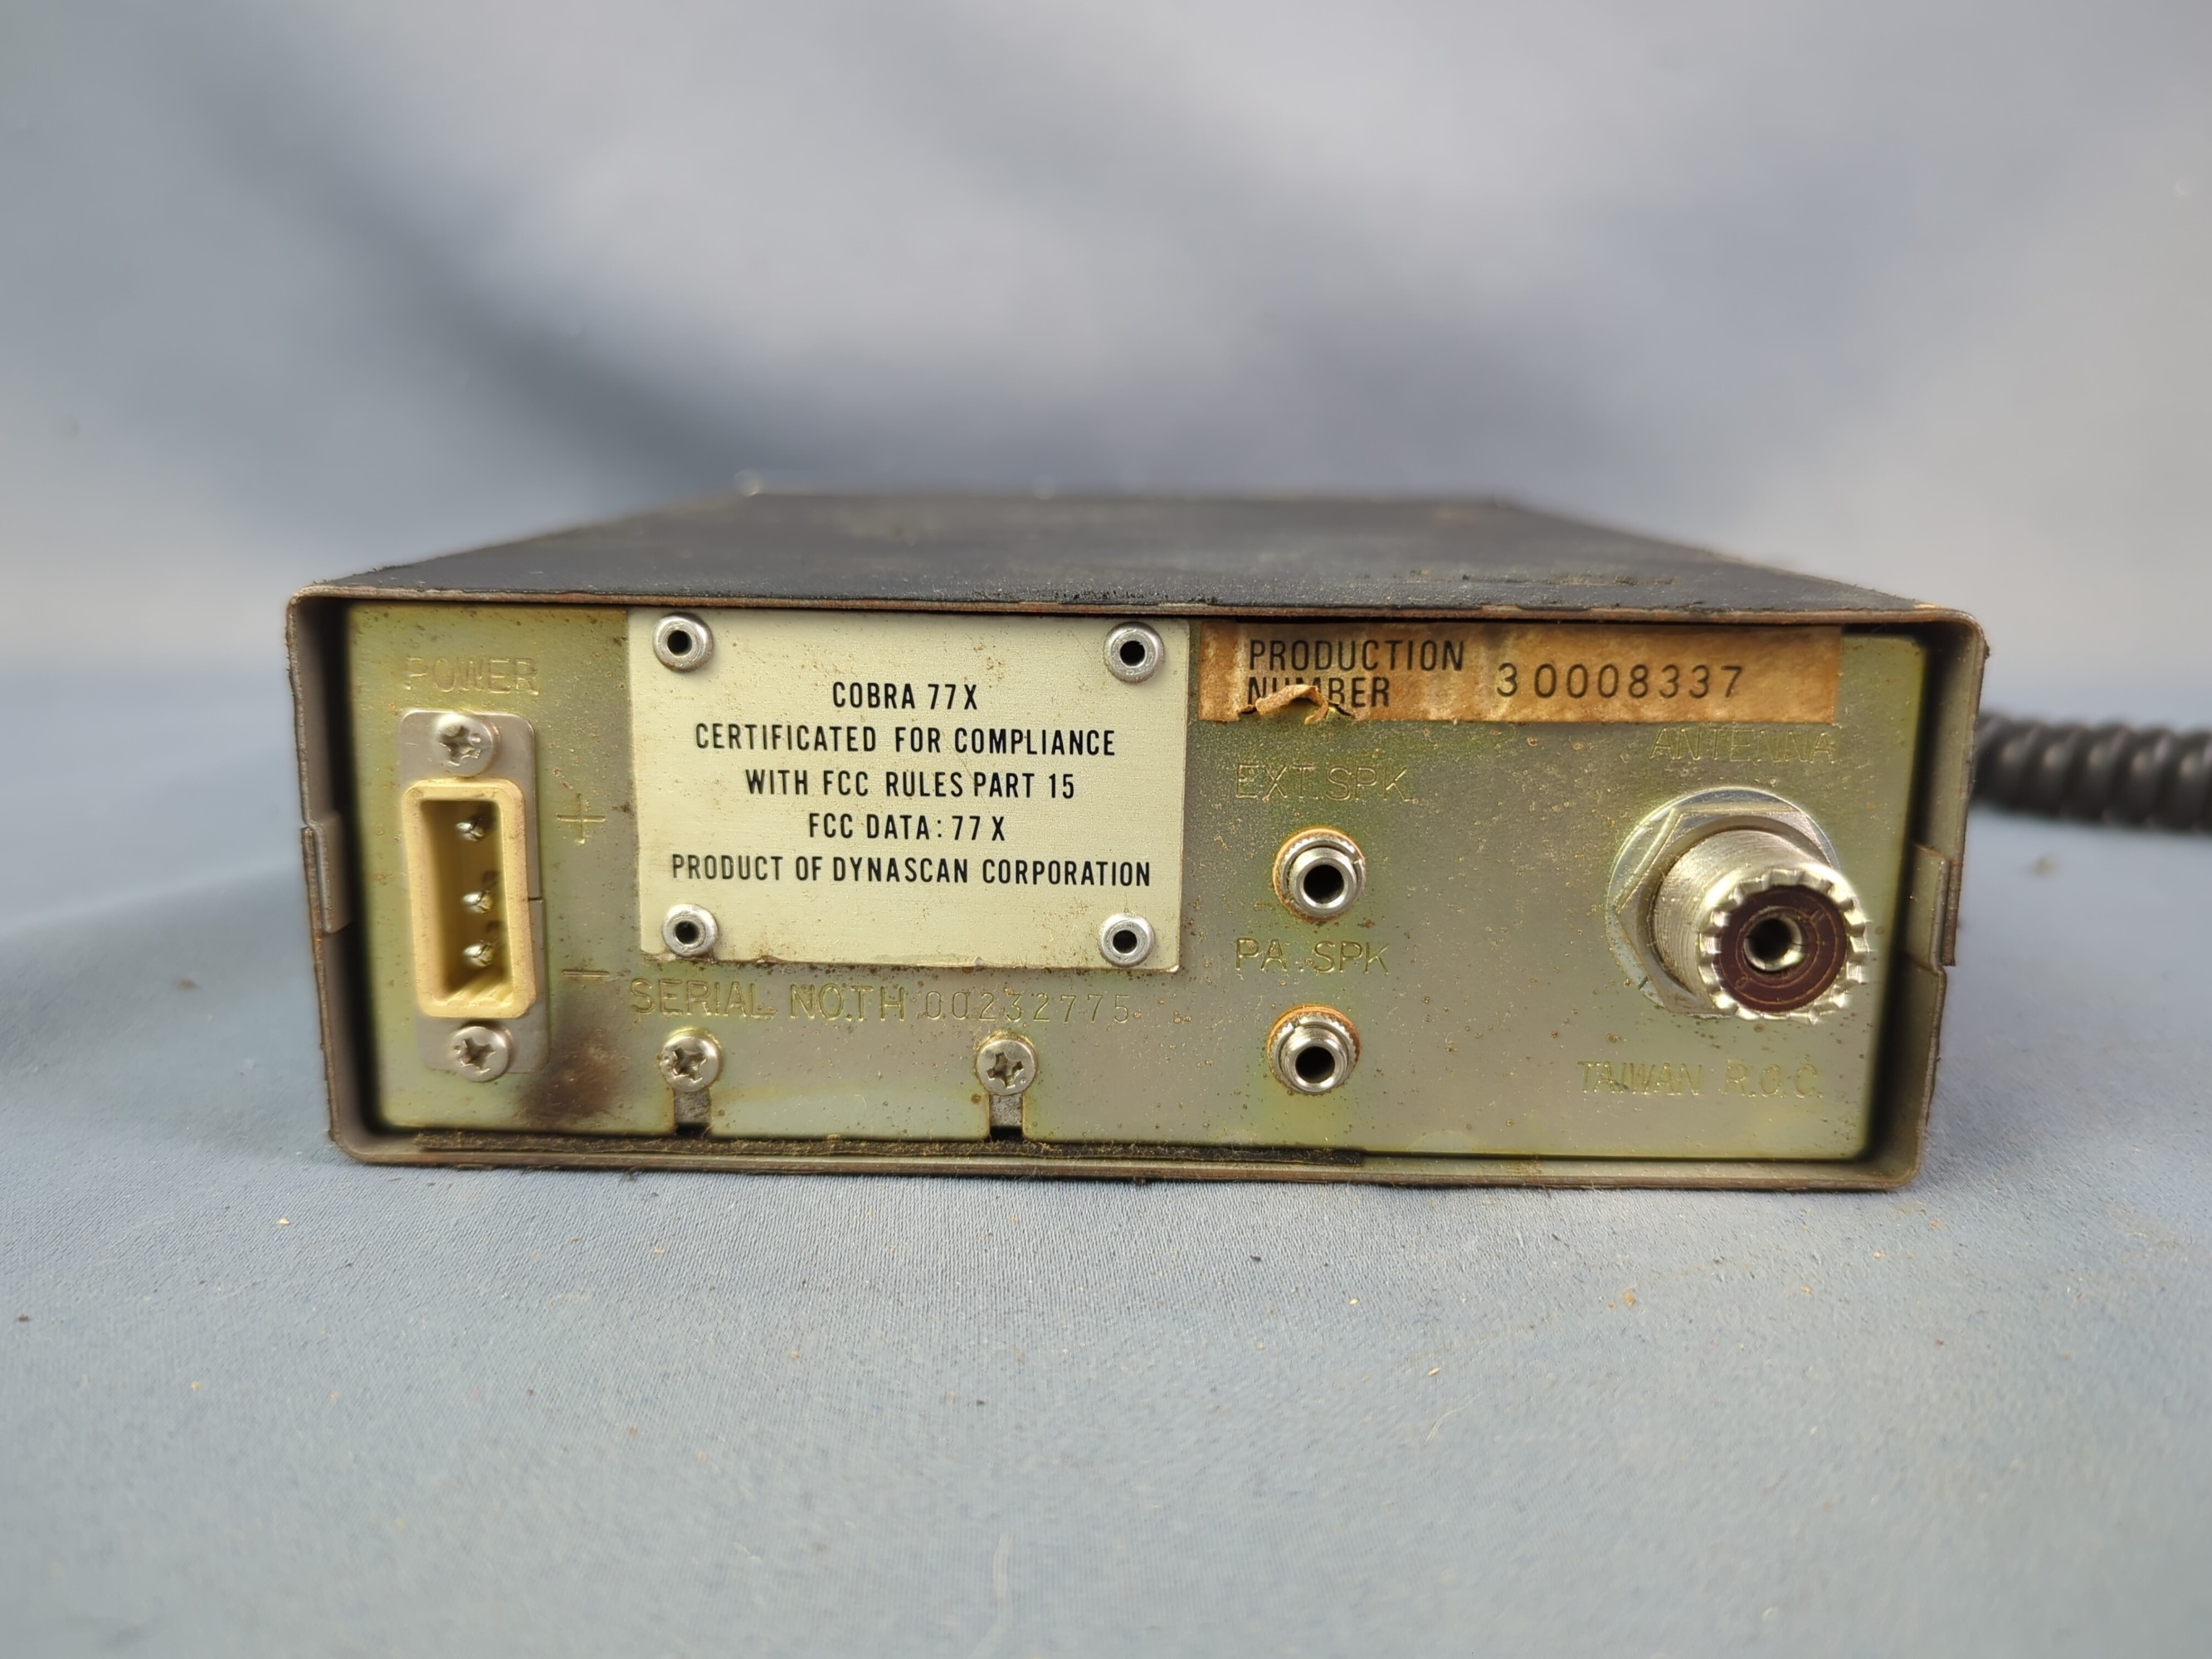 POWER
+
−
COBRA 77 X
CERTIFICATED FOR COMPLIANCE
WITH FCC RULES PART 15
FCC DATA: 77 X
PRODUCT OF DYNASCAN CORPORATION
SERIAL NO.TH 00232775
PRODUCTION
NUMBER
30008337
ANTENNA
EXT.SPK.
PA.SPK
TAIWAN R.O.C.